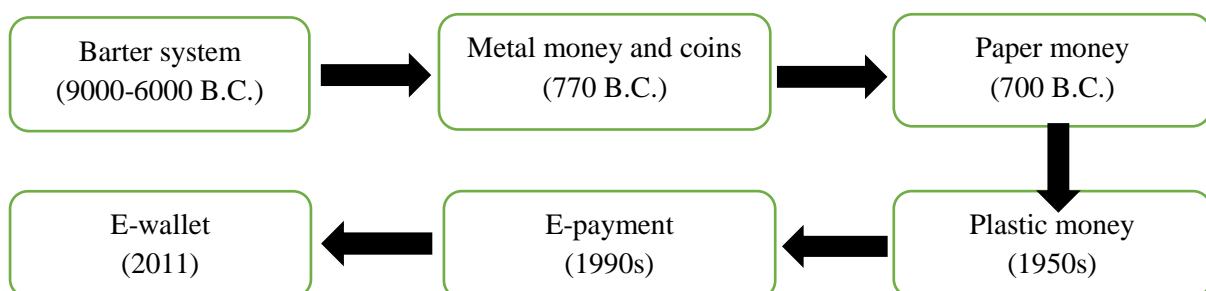 Barter system
(9000-6000 B.C.)
Metal money and coins
(770 B.C.)
Paper money
(700 B.C.)
Plastic money
(1950s)
E-payment
(1990s)
E-wallet
(2011)